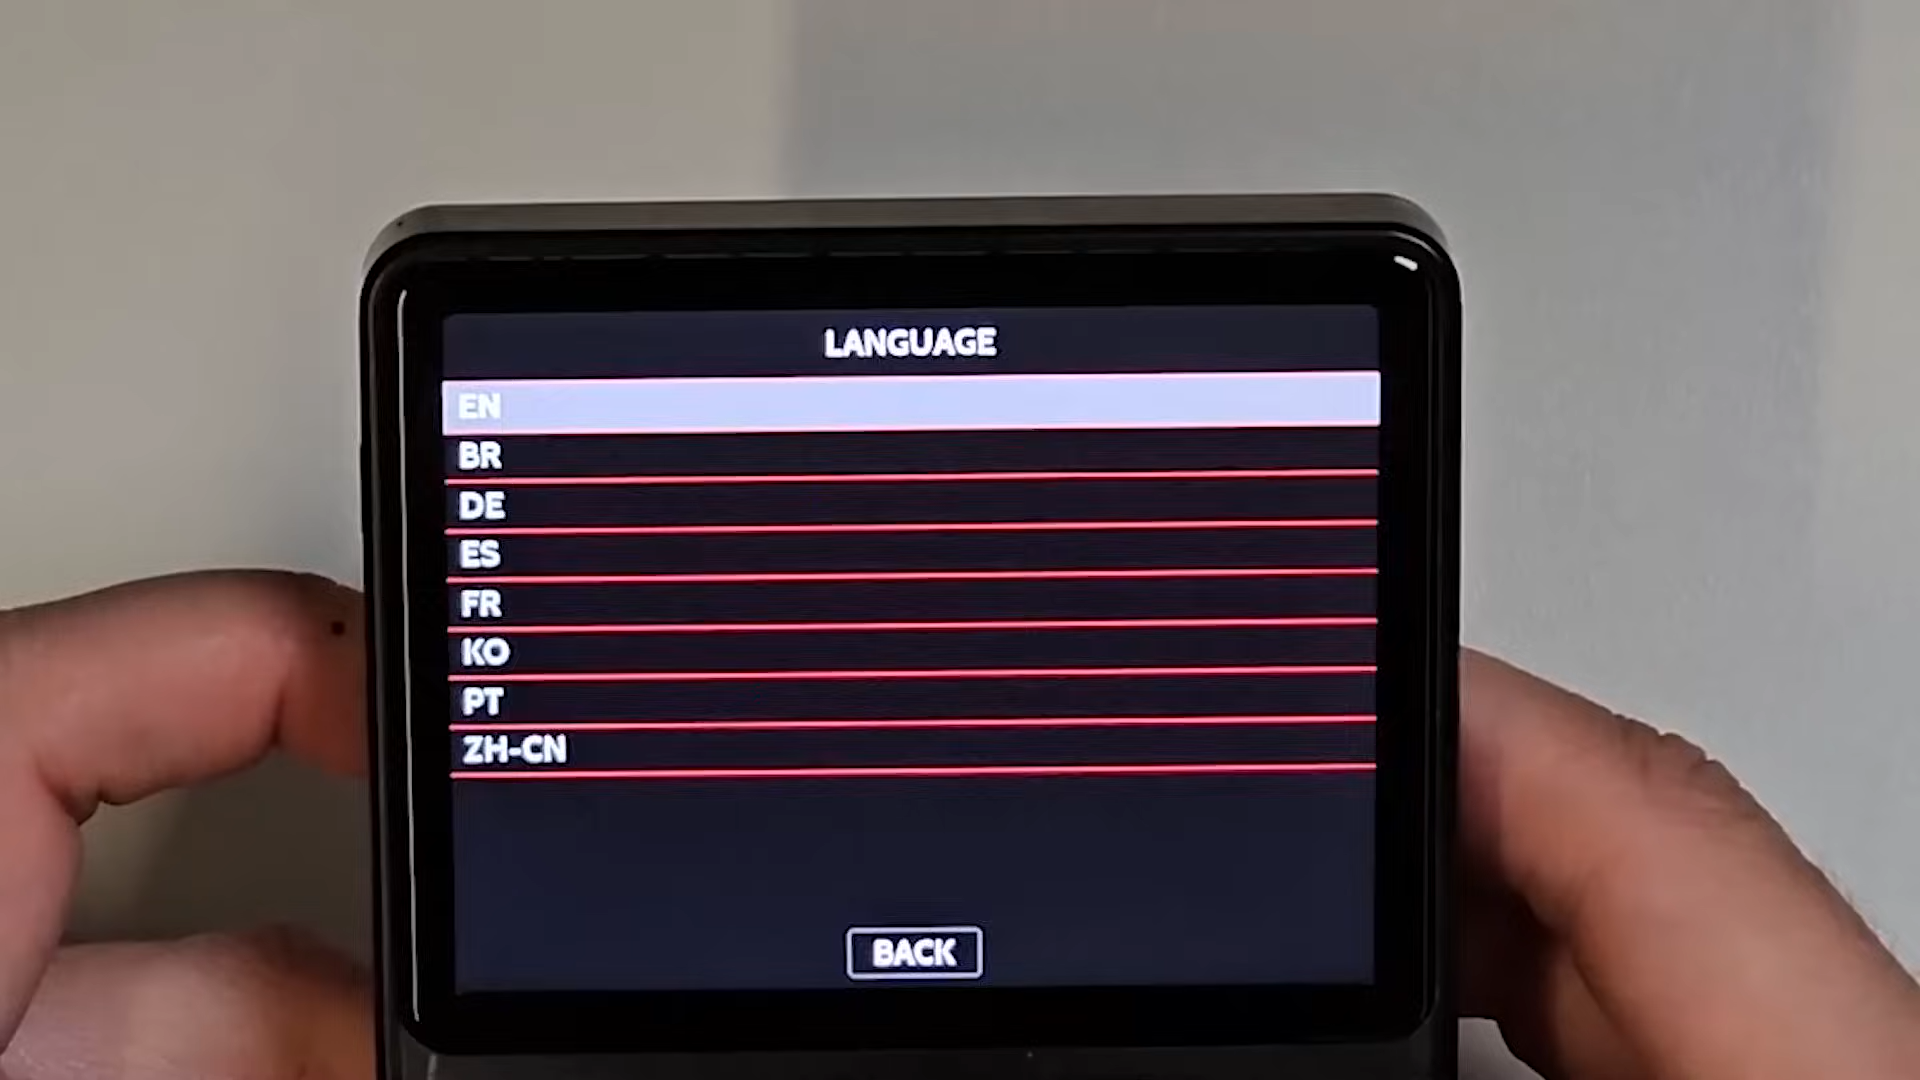 LANGUAGE
EN
BR
DE
ES
FR
KO
PT
ZH-CN
BACK